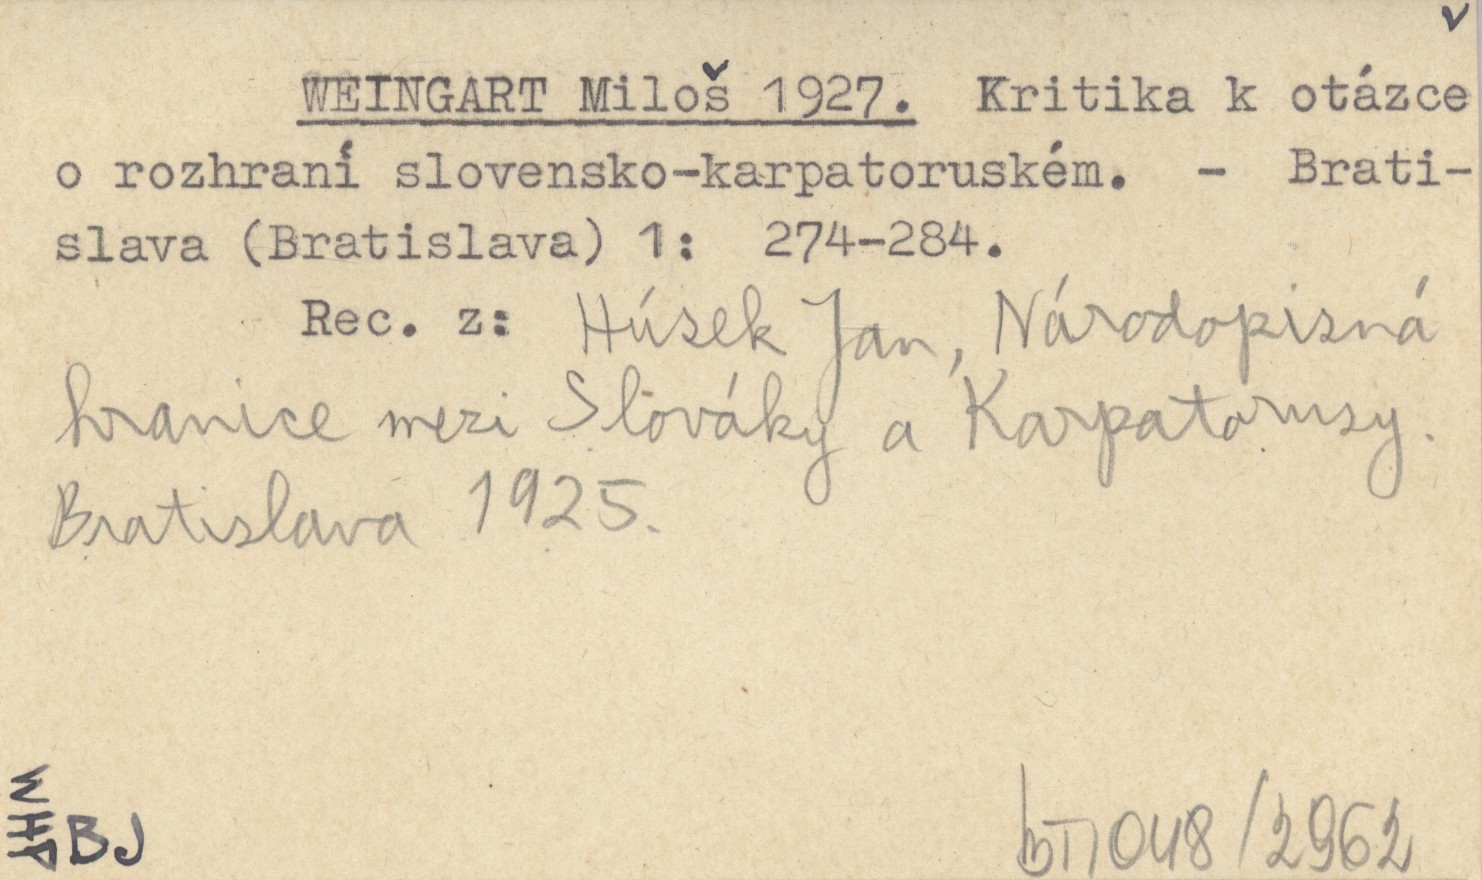 v
WEINGART Miloš 1927. Kritika k otázce
o rozhraní slovensko-karpatoruském. - Brati-
slava (Bratislava) 1: 274-284.
Rec. z: Húsek Jan, Národopisná
hranice mezi Slováky a Karpatorusy.
Bratislava 1925.
BJ
048/2962